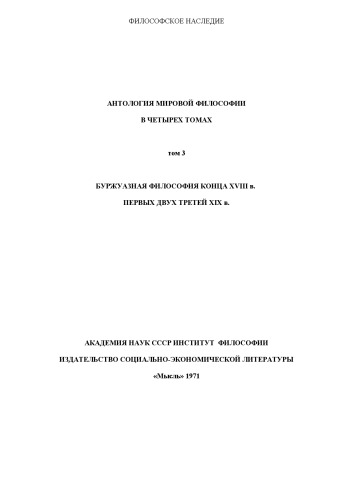 ФИЛОСОФСКОЕ НАСЛЕДИЕ
АНТОЛОГИЯ МИРОВОЙ ФИЛОСОФИИ
В ЧЕТЫРЕХ ТОМАХ
том 3
БУРЖУАЗНАЯ ФИЛОСОФИЯ КОНЦА XVIII в.
ПЕРВЫХ ДВУХ ТРЕТЕЙ XIX в.
АКАДЕМИЯ НАУК СССР ИНСТИТУТ ФИЛОСОФИИ
ИЗДАТЕЛЬСТВО СОЦИАЛЬНО-ЭКОНОМИЧЕСКОЙ ЛИТЕРАТУРЫ
«Мысль» 1971